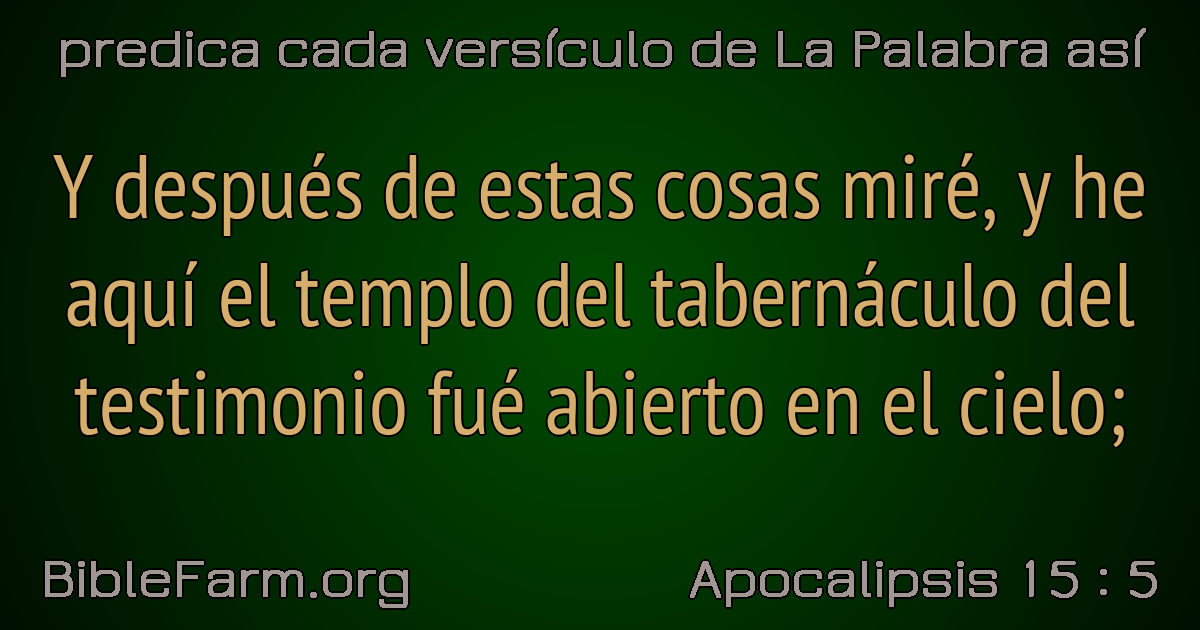 predica cada versículo de La Palabra así
Y después de estas cosas miré, y he
aquí el templo del tabernáculo del
testimonio fué abierto en el cielo;
BibleFarm.org
Apocalipsis 15 : 5